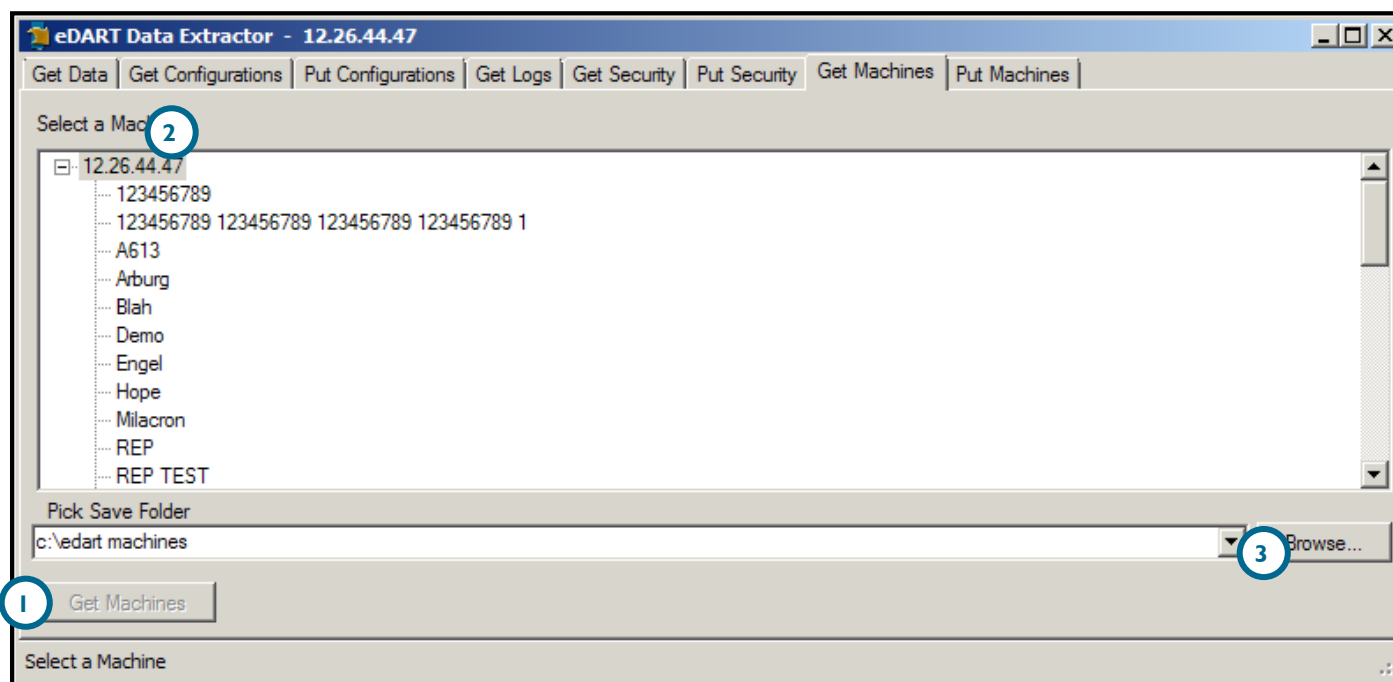 eDART Data Extractor - 12.26.44.47
Get Data Get Configurations Put Configurations Get Logs Get Security Put Security Get Machines Put Machines
Select a Mac
2
12.26.44.47
123456789
123456789 123456789 123456789 123456789 1
A613
Arburg
Blah
Demo
Engel
Hope
Milacron
REP
REP TEST
Pick Save Folder
c:\edart machines
3
Browse...
1
Get Machines
Select a Machine